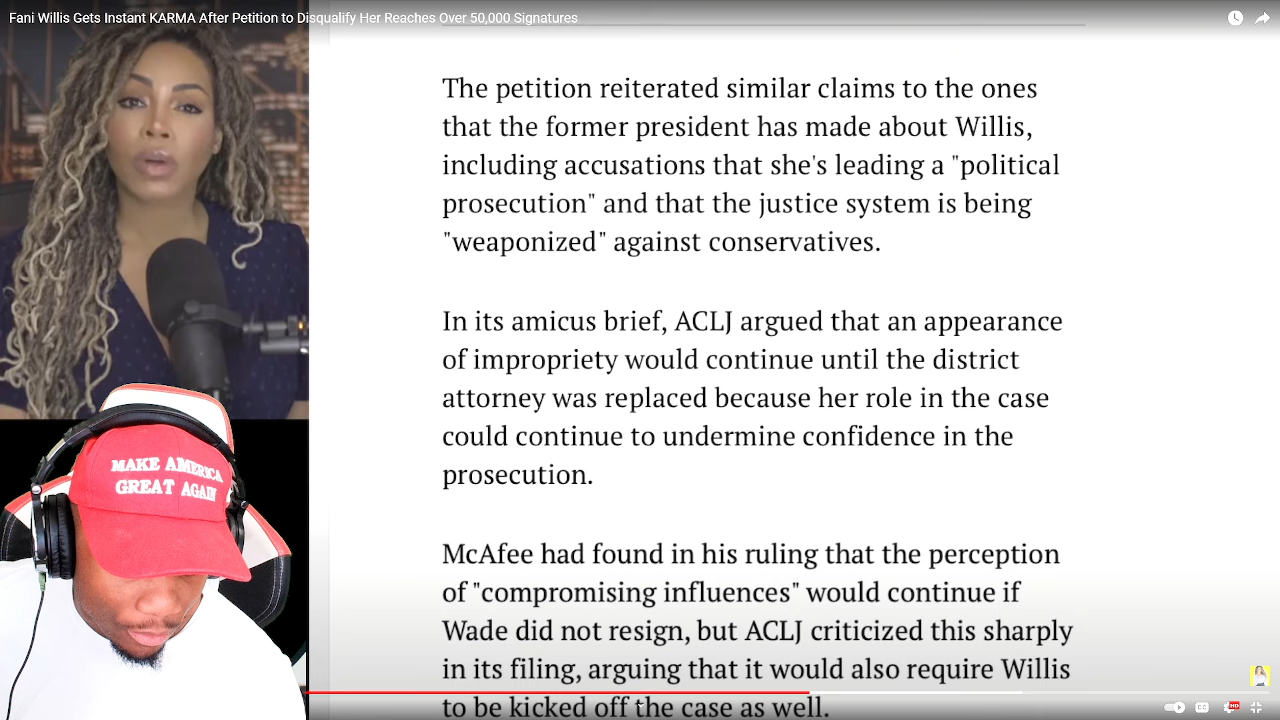 Fani Willis Gets Instant KARMA After Petition to Disqualify Her Reaches Over 50,000 Signatures
The petition reiterated similar claims to the ones
that the former president has made about Willis,
including accusations that she's leading a "political
prosecution" and that the justice system is being
"weaponized" against conservatives.
In its amicus brief, ACLJ argued that an appearance
of impropriety would continue until the district
attorney was replaced because her role in the case
could continue to undermine confidence in the
prosecution.
McAfee had found in his ruling that the perception
of "compromising influences" would continue if
Wade did not resign, but ACLJ criticized this sharply
in its filing, arguing that it would also require Willis
to be kicked off the case as well.
MAKE AMERICA
GREAT AGAIN
CC
HD